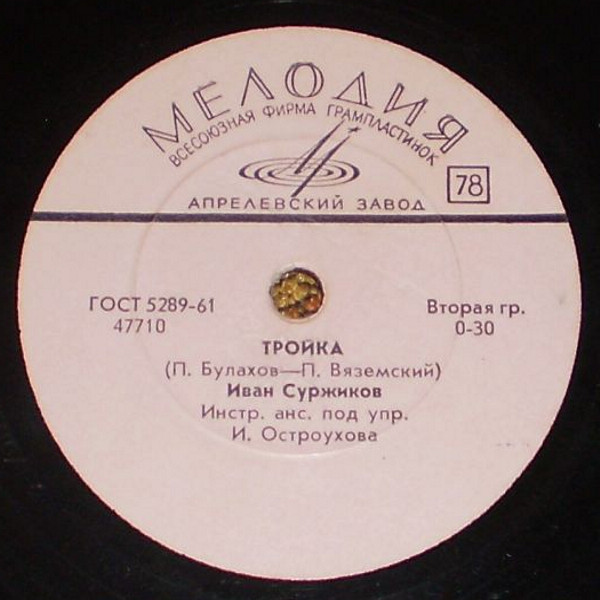 МЕЛОДИЯ
ВСЕСОЮЗНАЯ ФИРМА ГРАМПЛАСТИНОК
78
АПРЕЛЕВСКИЙ ЗАВОД
ГОСТ 5289-61
47710
Вторая гр.
0-30
ТРОЙКА
(П. Булахов—П. Вяземский)
Иван Суржиков
Инстр. анс. под упр.
И. Остроухова